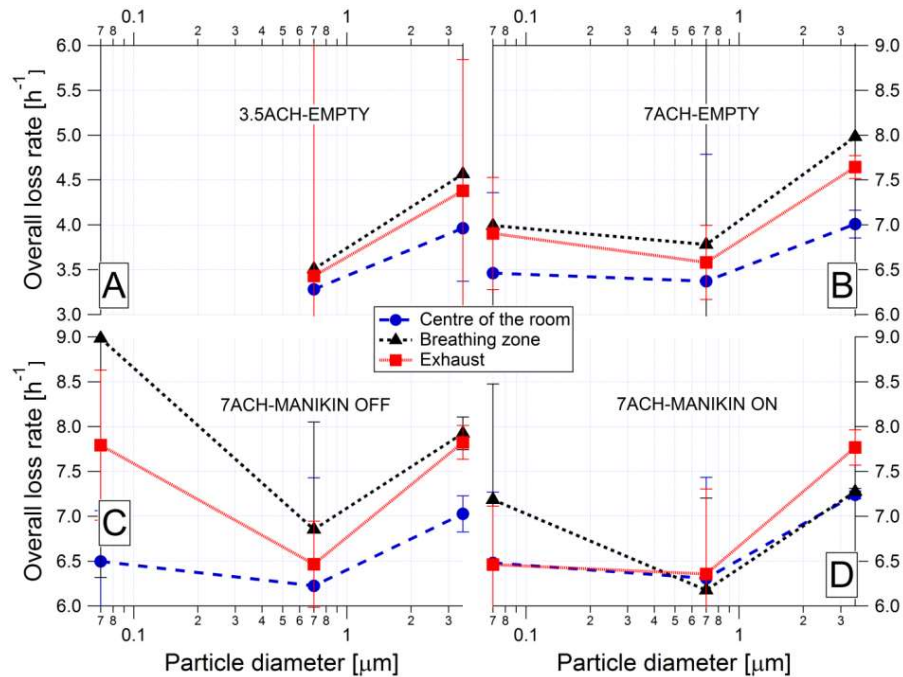 0.1 1 0.1 1
7 8 2 3 4 5 6 7 8 2 3 7 8 2 3 4 5 6 7 8 2 3
6.0 9.0
3.5ACH-EMPTY 7ACH-EMPTY
5.5 8.5
5.0 8.0
4.5 7.5
4.0 7.0
3.5 6.5
3.0 6.0
Overall loss rate [h⁻¹]
A B
Centre of the room
Breathing zone
Exhaust
9.0 9.0
8.5 8.5
7ACH-MANIKIN OFF 7ACH-MANIKIN ON
8.0 8.0
7.5 7.5
7.0 7.0
6.5 6.5
6.0 6.0
Overall loss rate [h⁻¹]
C D
7 8 2 3 4 5 6 7 8 2 3 7 8 2 3 4 5 6 7 8 2 3
0.1 1 0.1 1
Particle diameter [μm] Particle diameter [μm]